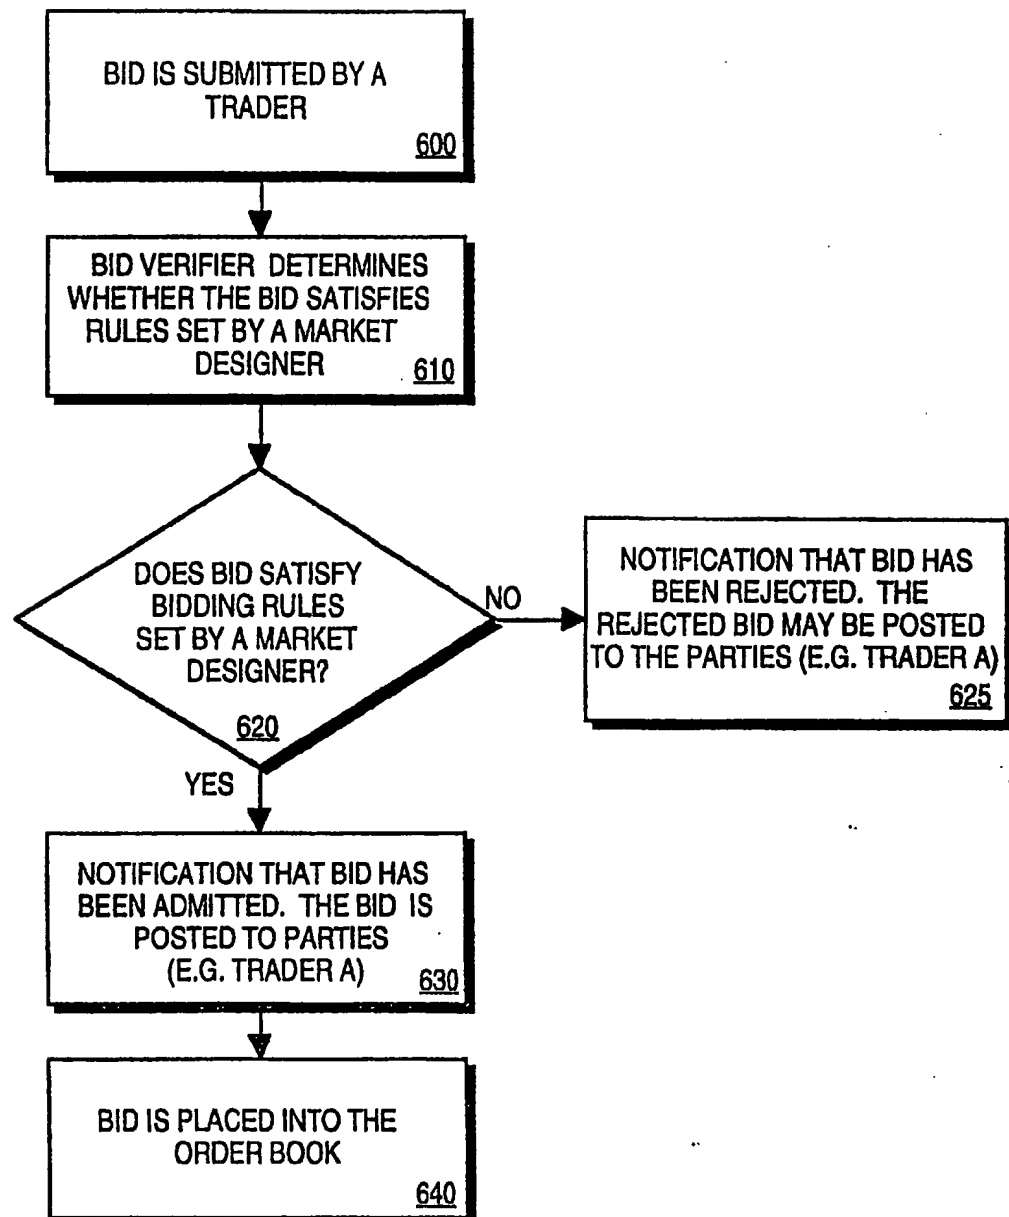 BID IS SUBMITTED BY A
TRADER
600
BID VERIFIER DETERMINES
WHETHER THE BID SATISFIES
RULES SET BY A MARKET
DESIGNER
610
DOES BID SATISFY
BIDDING RULES
SET BY A MARKET
DESIGNER?
620
NO
NOTIFICATION THAT BID HAS
BEEN REJECTED. THE
REJECTED BID MAY BE POSTED
TO THE PARTIES (E.G. TRADER A)
625
YES
NOTIFICATION THAT BID HAS
BEEN ADMITTED. THE BID IS
POSTED TO PARTIES
(E.G. TRADER A)
630
BID IS PLACED INTO THE
ORDER BOOK
640